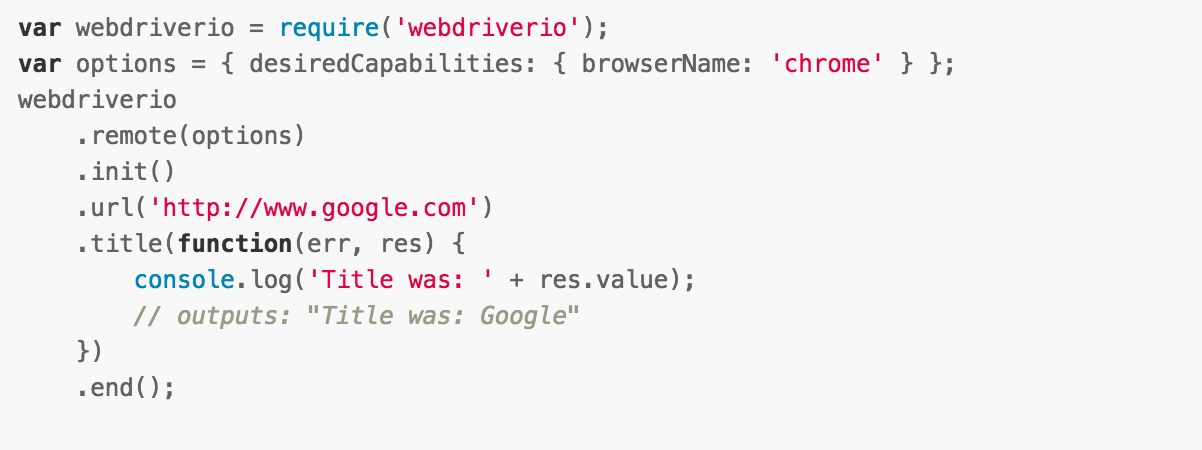 var webdriverio = require('webdriverio');
var options = { desiredCapabilities: { browserName: 'chrome' } };
webdriverio
    .remote(options)
    .init()
    .url('http://www.google.com')
    .title(function(err, res) {
        console.log('Title was: ' + res.value);
        // outputs: "Title was: Google"
    })
    .end();